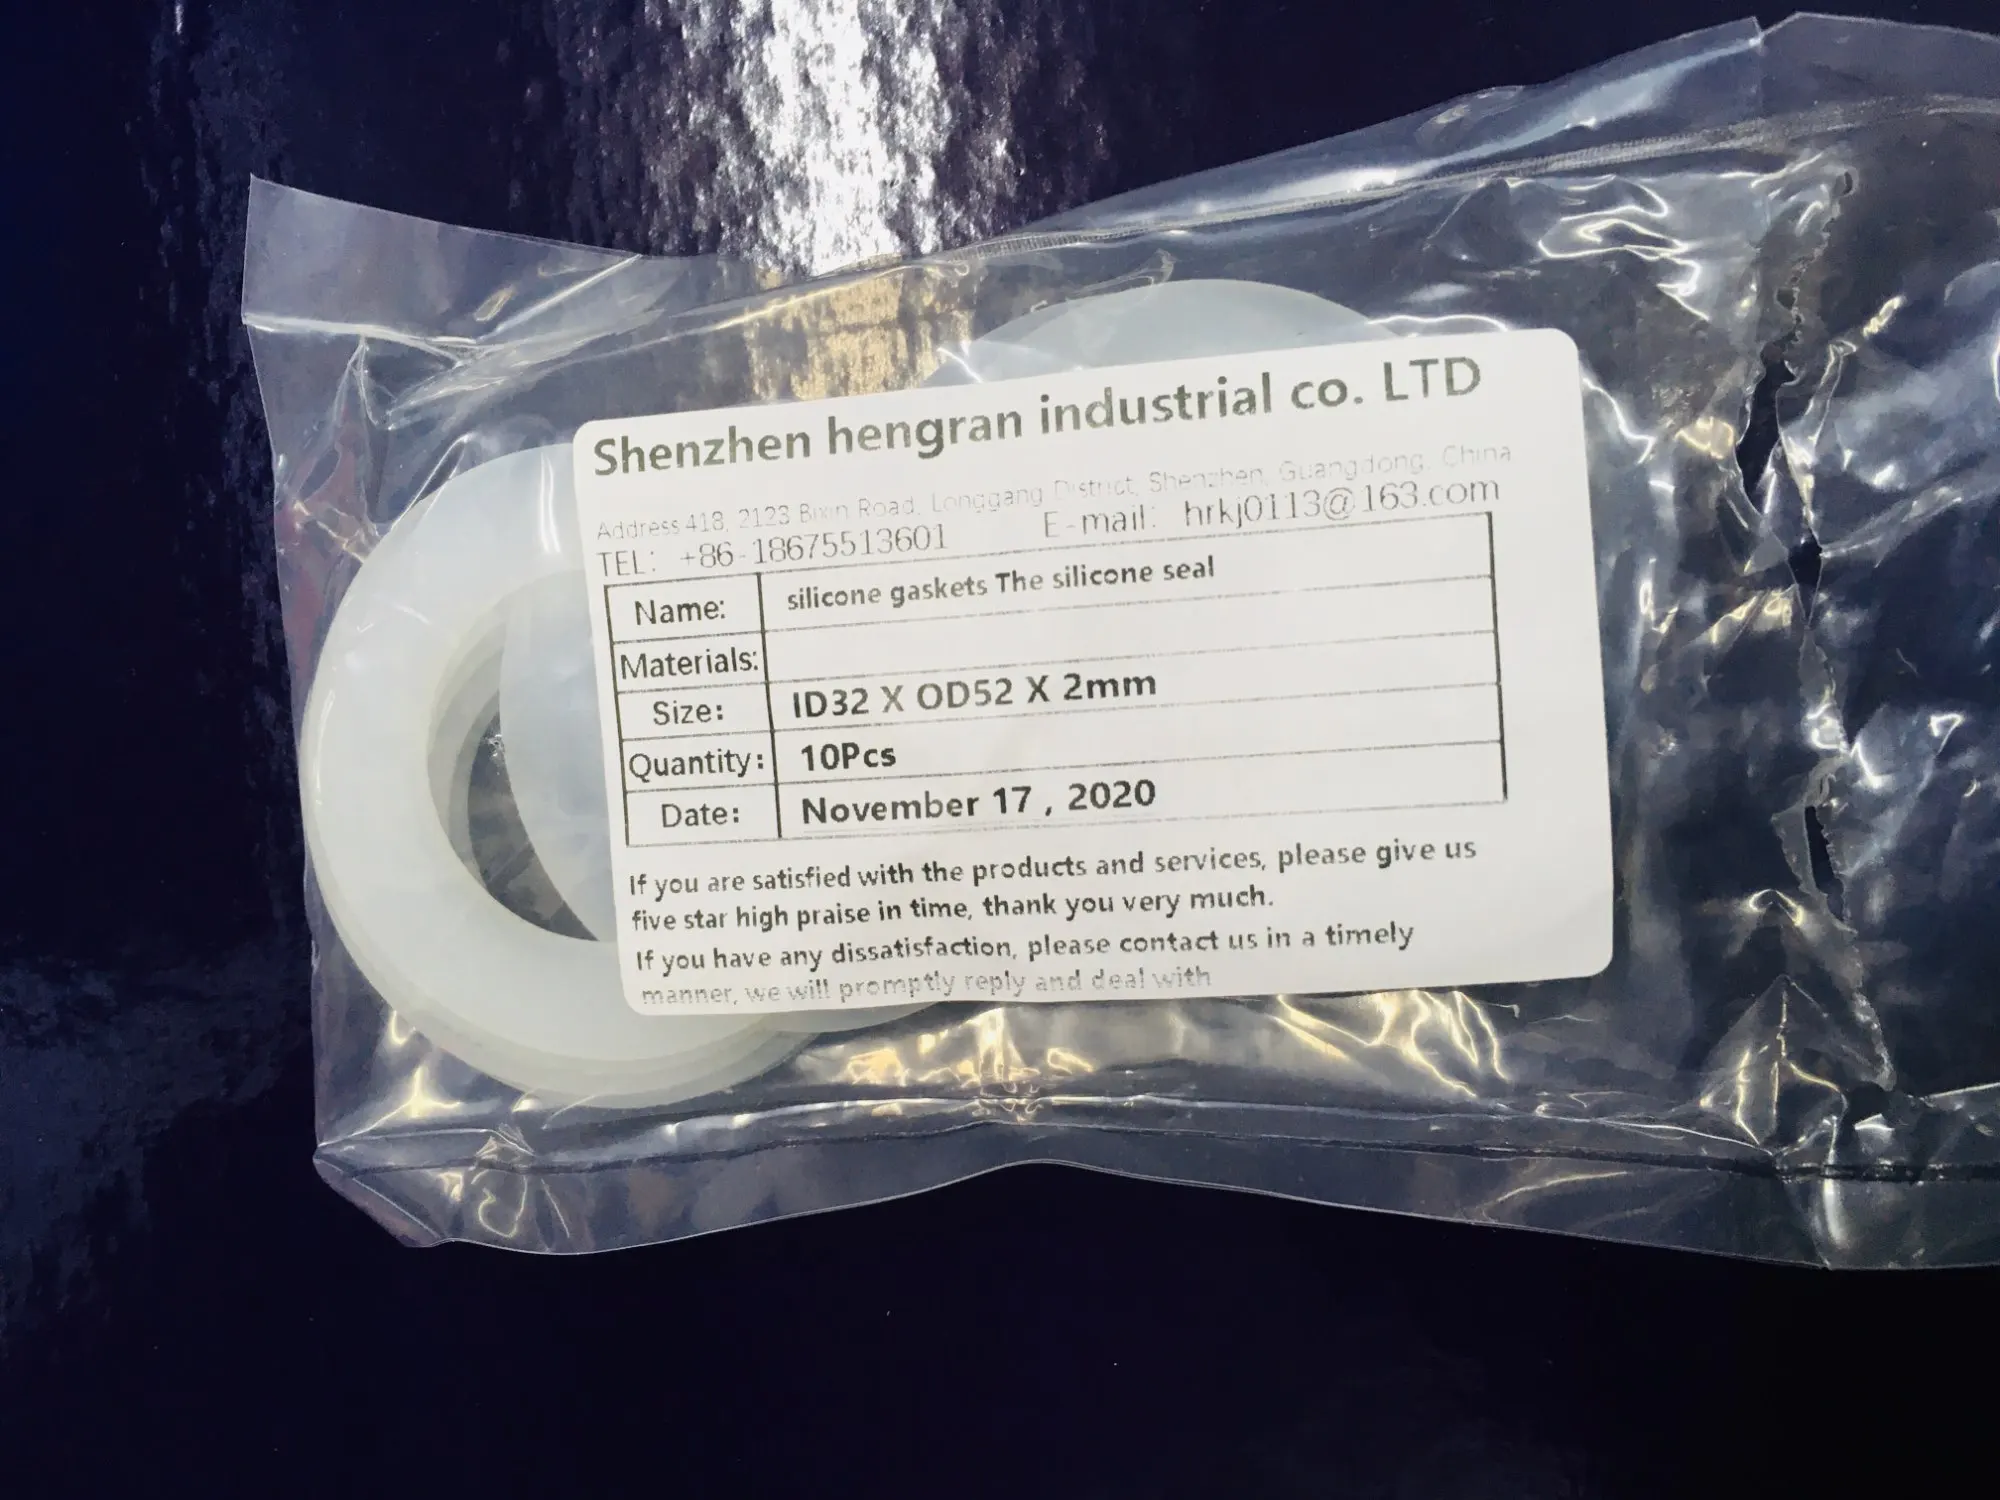 Shenzhen hengran industrial co. LTD
Address:418, 2123 Bixin Road, Longgang District, Shenzhen, Guangdong, China
TEL: +86-18675513601 E-mail: hrkj0113@163.com
Name: silicone gaskets The silicone seal
Materials:
Size: ID32 X OD52 X 2mm
Quantity: 10Pcs
Date: November 17 , 2020
If you are satisfied with the products and services, please give us
five star high praise in time, thank you very much.
If you have any dissatisfaction, please contact us in a timely
manner, we will promptly reply and deal with